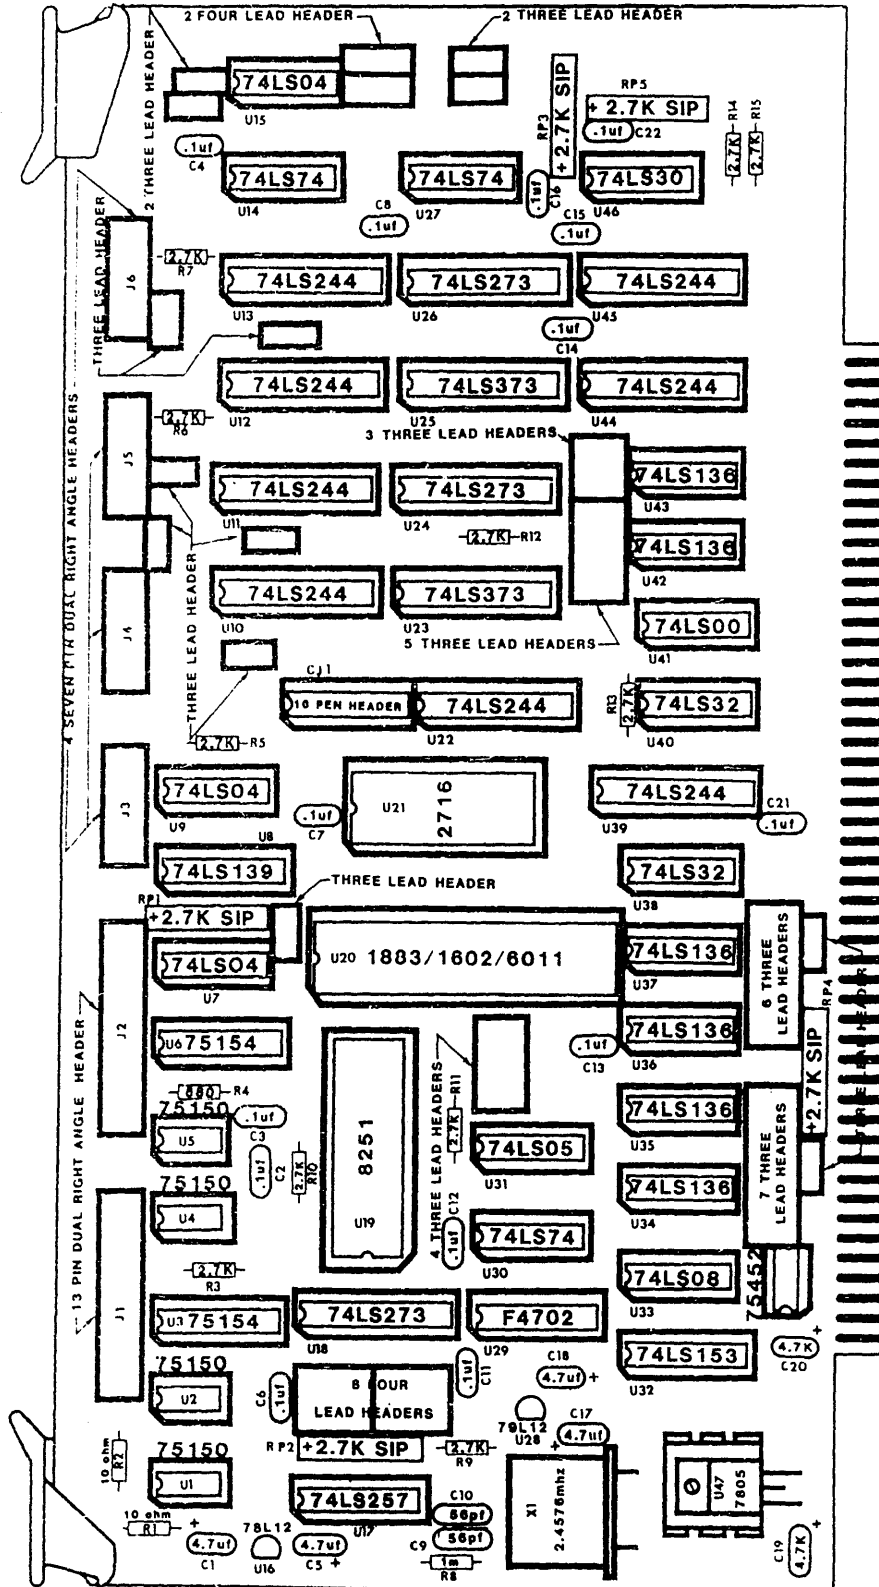 2 FOUR LEAD HEADER
2 THREE LEAD HEADER
2 THREE LEAD HEADER
74LS04
U15
RP3
+ 2.7K SIP
RP5
+ 2.7K SIP
.1uf
C22
2.7K
R14
2.7K
R15
.1uf
C4
74LS74
U14
C8
.1uf
74LS74
U27
.1uf
C16
C15
.1uf
74LS30
U46
J6
THREE LEAD HEADER
2.7K
R7
74LS244
U13
74LS273
U26
74LS244
U45
.1uf
C14
74LS244
U12
74LS373
U25
74LS244
U44
4 SEVEN PIN DUAL RIGHT ANGLE HEADERS
J5
2.7K
R6
3 THREE LEAD HEADERS
74LS136
U43
74LS244
U11
74LS273
U24
2.7K
R12
74LS136
U42
J4
THREE LEAD HEADER
74LS244
U10
74LS373
U23
5 THREE LEAD HEADERS
74LS00
U41
CJ1
10 PEN HEADER
74LS244
U22
R13
2.7K
74LS32
U40
2.7K
R5
J3
74LS04
U9
.1uf
C7
U21
2716
74LS244
U39
C21
.1uf
U8
74LS139
THREE LEAD HEADER
74LS32
U38
RP1
+2.7K SIP
74LS04
U7
U20
1883/1602/6011
74LS136
U37
6 THREE
LEAD HEADERS
THREE LEAD HEADER
RP4
+2.7K SIP
13 PIN DUAL RIGHT ANGLE HEADER
J2
U6
75154
74LS136
U36
.1uf
C13
680
R4
75150
U5
.1uf
C3
.1uf
C2
2.7K
R10
8251
U19
4 THREE LEAD HEADERS
R11
2.7K
74LS05
U31
74LS136
U35
7 THREE
LEAD HEADERS
75150
U4
74LS136
U34
C12
.1uf
74LS74
U30
2.7K
R3
74LS08
U33
75452
J1
U3
75154
74LS273
U18
F4702
U29
74LS153
U32
4.7K
C20
75150
U2
C6
.1uf
8 FOUR
LEAD HEADERS
.1uf
C11
C18
4.7uf +
79L12
U28
C17
4.7uf
+
RP2
+2.7K SIP
2.7K
R9
10 ohm
R2
75150
U1
74LS257
U17
C10
56pf
C9
56pf
X1
2.4576mhz
U47
7805
10 ohm
R1
+
4.7uf
C1
78L12
U16
4.7uf
C5
+
1m
R8
C19
4.7K
+